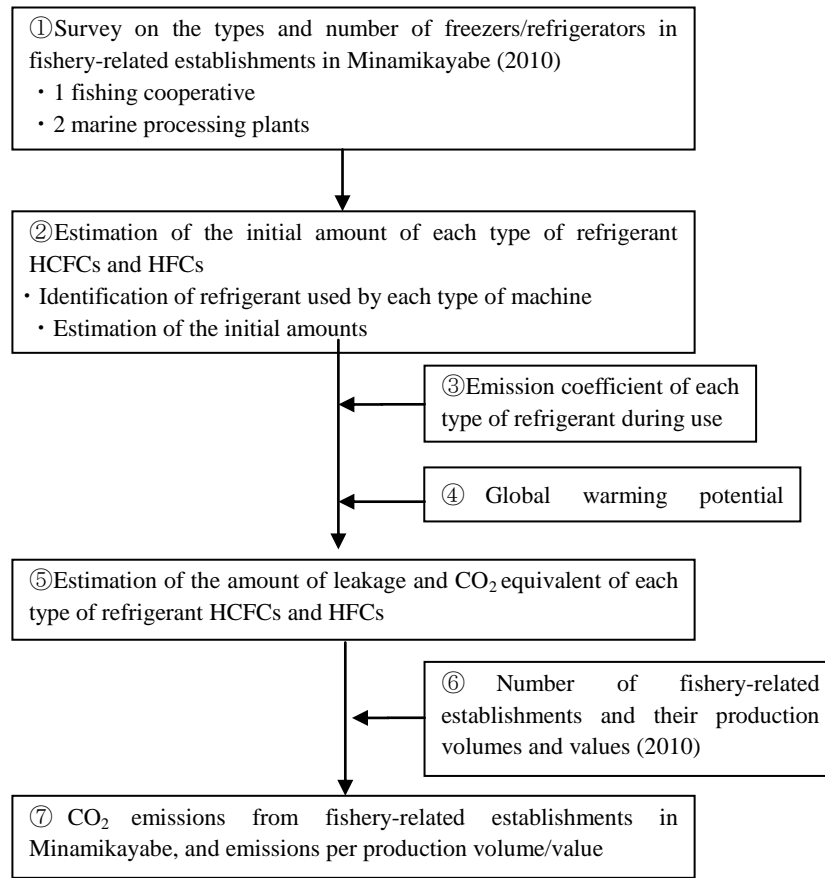 ①Survey on the types and number of freezers/refrigerators in
fishery-related establishments in Minamikayabe (2010)
・1 fishing cooperative
・2 marine processing plants
②Estimation of the initial amount of each type of refrigerant
HCFCs and HFCs
・Identification of refrigerant used by each type of machine
・Estimation of the initial amounts
③Emission coefficient of each
type of refrigerant during use
④ Global warming potential
⑤Estimation of the amount of leakage and CO₂ equivalent of each
type of refrigerant HCFCs and HFCs
⑥ Number of fishery-related
establishments and their production
volumes and values (2010)
⑦ CO₂ emissions from fishery-related establishments in
Minamikayabe, and emissions per production volume/value